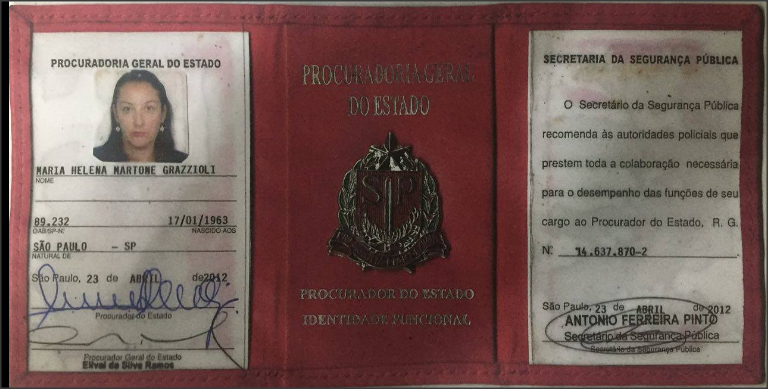 PROCURADORIA GERAL DO ESTADO
MARIA HELENA MARTONE GRAZZIOLI
NOME
89.232 17/01/1963
OAB/SP-Nº NASCIDO AOS
SÃO PAULO - SP
NATURAL DE
São Paulo, 23 de ABRIL de 2012
Procurador do Estado
Procurador Geral do Estado
Elival da Silva Ramos
PROCURADORIA GERAL
DO ESTADO
SP
PROCURADOR DO ESTADO
IDENTIDADE FUNCIONAL
SECRETARIA DA SEGURANÇA PÚBLICA
O Secretário da Segurança Pública
recomenda às autoridades policiais que
prestem toda a colaboração necessária
para o desempenho das funções de seu
cargo ao Procurador do Estado, R. G.
Nº 14.637.870-2
São Paulo, 23 de ABRIL de 2012
ANTONIO FERREIRA PINTO
Secretário da Segurança Pública
Secretário da Segurança Pública